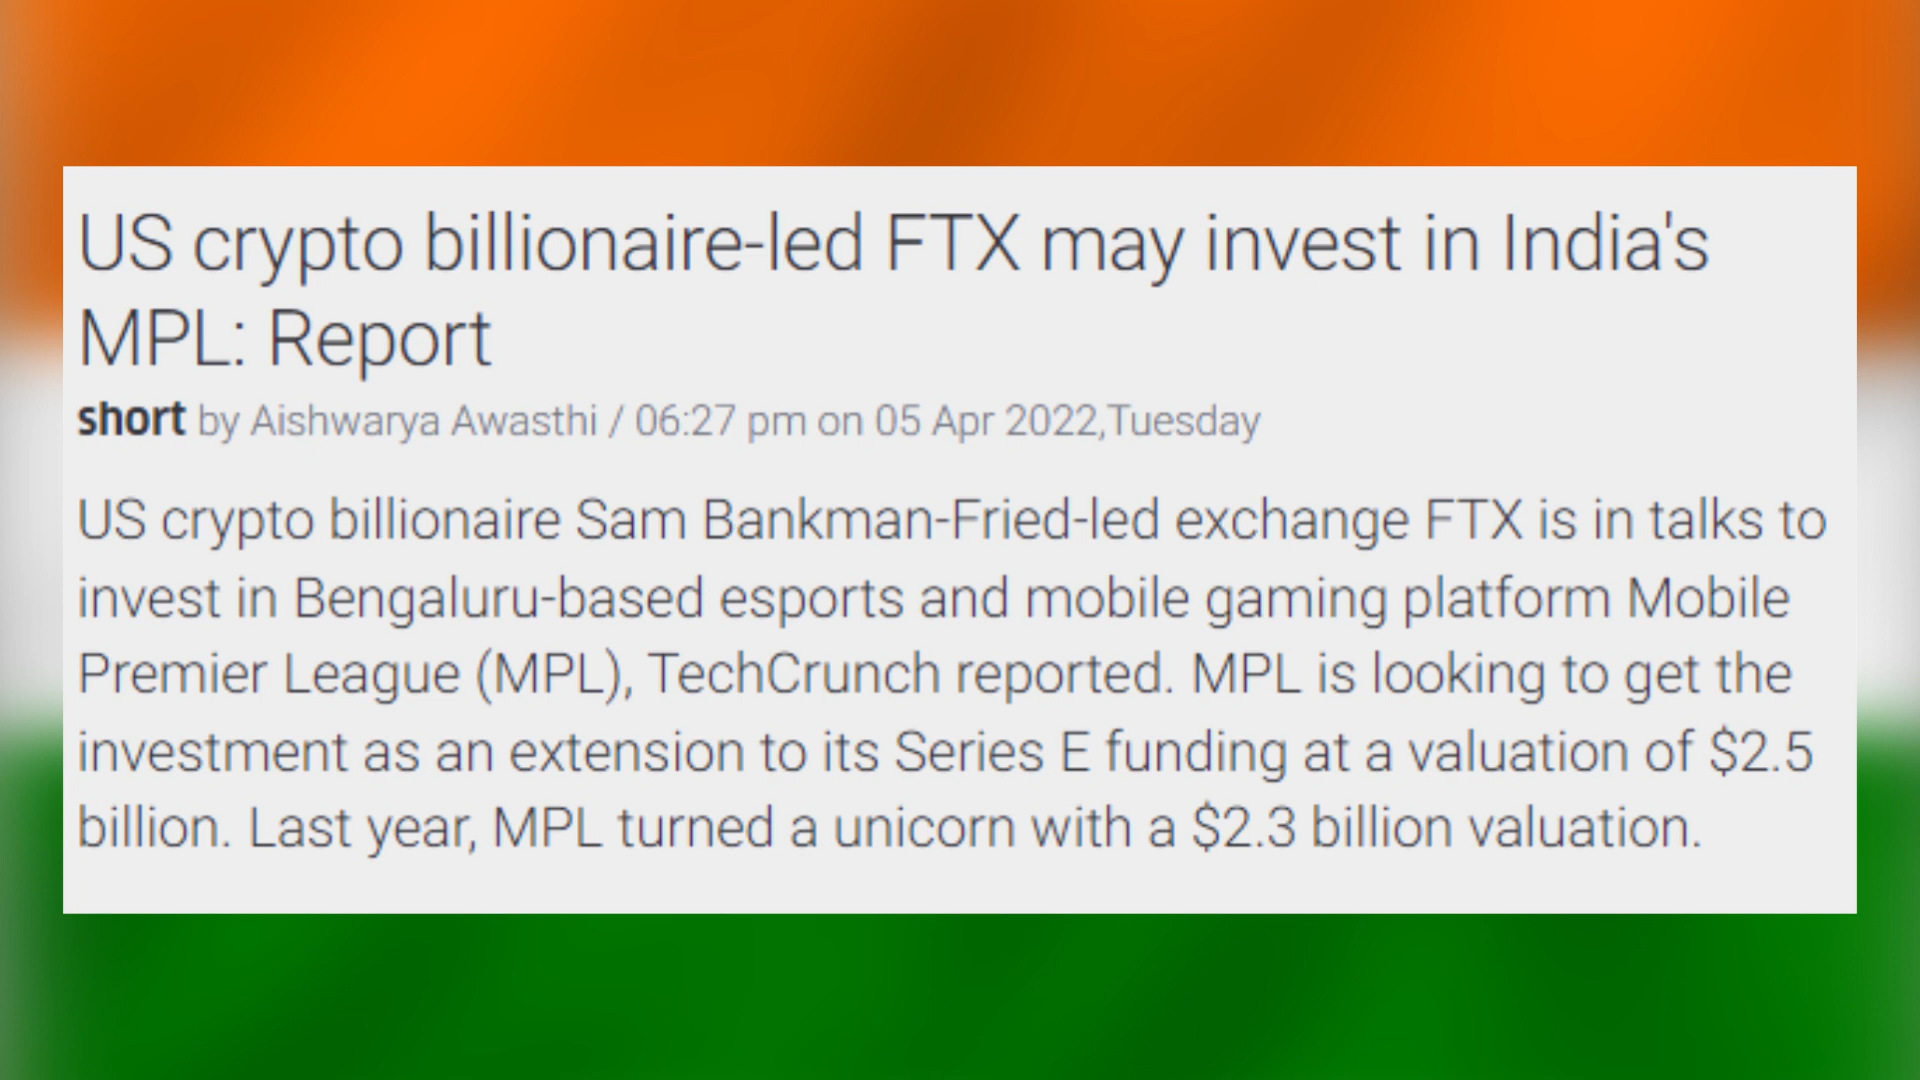 US crypto billionaire-led FTX may invest in India's
MPL: Report
short by Aishwarya Awasthi / 06:27 pm on 05 Apr 2022,Tuesday
US crypto billionaire Sam Bankman-Fried-led exchange FTX is in talks to
invest in Bengaluru-based esports and mobile gaming platform Mobile
Premier League (MPL), TechCrunch reported. MPL is looking to get the
investment as an extension to its Series E funding at a valuation of $2.5
billion. Last year, MPL turned a unicorn with a $2.3 billion valuation.